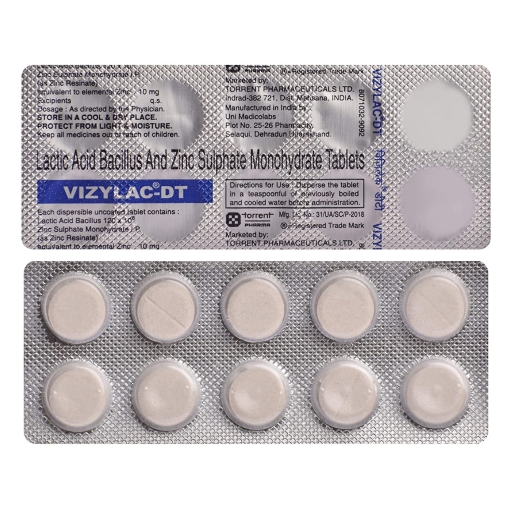 Zinc Sulphate Monohydrate I.P.
(as Zinc Resinate)
equivalent to elemental Zinc 10 mg
Excipients q.s.
Dosage : As directed by the Physician.
STORE IN A COOL & DRY PLACE.
PROTECT FROM LIGHT & MOISTURE.
Keep all medicines out of reach of children.
Marketed by: ®=Registered Trade Mark
TORRENT PHARMACEUTICALS LTD.
Indrad-382 721, Dist. Mehsana, INDIA.
Manufactured in India by :
Uni Medicolabs
Plot No. 25-26 Pharmacity,
Selaqui, Dehradun Uttarakhand
Lactic Acid Bacillus And Zinc Sulphate Monohydrate Tablets
VIZYLAC®-DT
Each dispersible uncoated tablet contains :
Lactic Acid Bacillus 120 x 10⁶
Zinc Sulphate Monohydrate I.P.
(as Zinc Resinate)
equivalent to elemental Zinc 10 mg
Directions for Use : Disperse the tablet
in a teaspoonful of previously boiled
and cooled water before administration.
torrent PHARMA
Mfg. Lic. No.: 31/UA/SC/P-2018
®=Registered Trade Mark
Marketed by:
TORRENT PHARMACEUTICALS LTD.
VIZYLAC®-DT
VIZYL